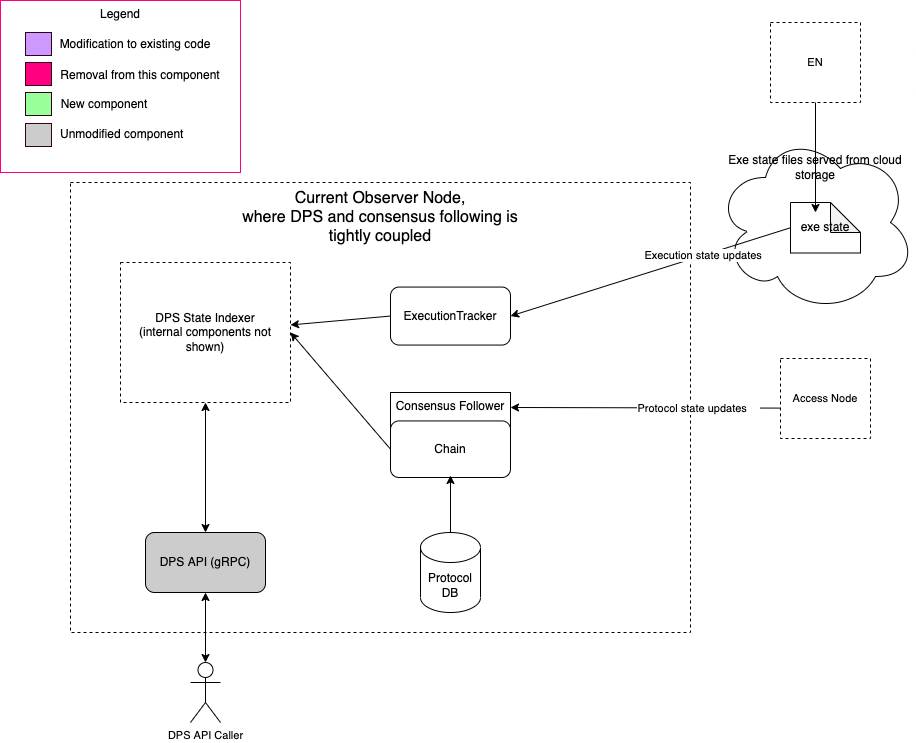 Legend
Modification to existing code
Removal from this component
New component
Unmodified component
EN
Exe state files served from cloud
storage
exe state
Current Observer Node,
where DPS and consensus following is
tightly coupled
Execution state updates
DPS State Indexer
(internal components not
shown)
ExecutionTracker
Consensus Follower
Chain
Protocol state updates
Access Node
DPS API (gRPC)
Protocol
DB
DPS API Caller